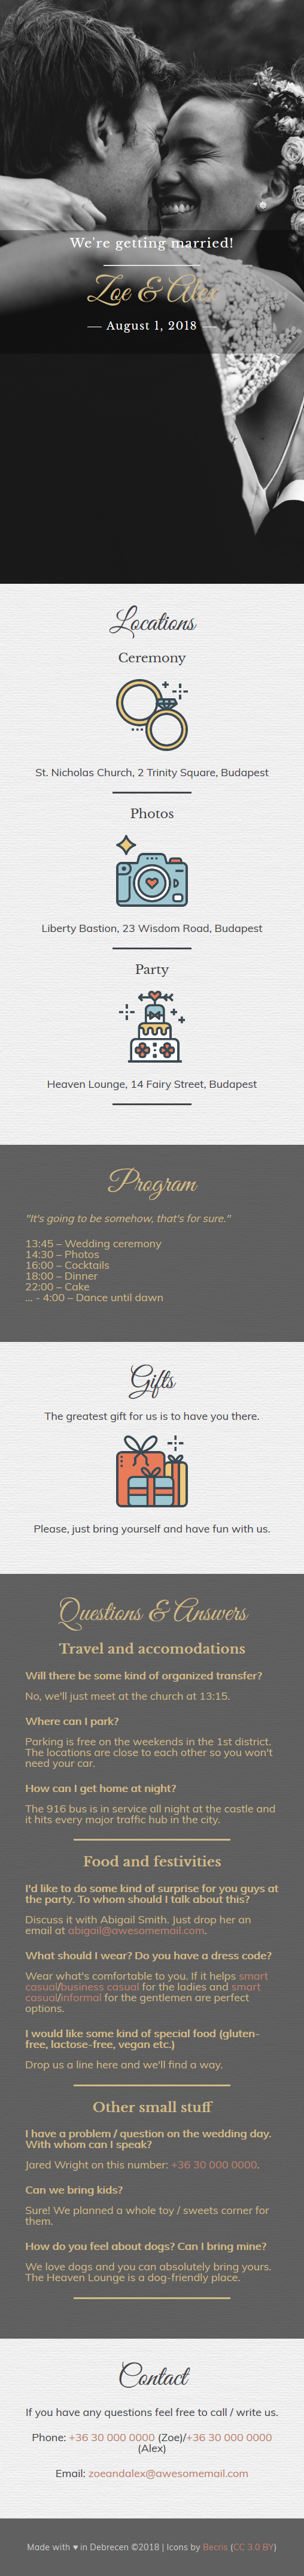 We're getting married!
Zoe & Alex
— August 1, 2018 —
Locations
Ceremony
St. Nicholas Church, 2 Trinity Square, Budapest
Photos
Liberty Bastion, 23 Wisdom Road, Budapest
Party
Heaven Lounge, 14 Fairy Street, Budapest
Program
"It's going to be somehow, that's for sure."
13:45 – Wedding ceremony
14:30 – Photos
16:00 – Cocktails
18:00 – Dinner
22:00 – Cake
... - 4:00 – Dance until dawn
Gifts
The greatest gift for us is to have you there.
Please, just bring yourself and have fun with us.
Questions & Answers
Travel and accomodations
Will there be some kind of organized transfer?
No, we'll just meet at the church at 13:15.
Where can I park?
Parking is free on the weekends in the 1st district.
The locations are close to each other so you won't
need your car.
How can I get home at night?
The 916 bus is in service all night at the castle and
it hits every major traffic hub in the city.
Food and festivities
I'd like to do some kind of surprise for you guys at
the party. To whom should I talk about this?
Discuss it with Abigail Smith. Just drop her an
email at abigail@awesomemail.com.
What should I wear? Do you have a dress code?
Wear what's comfortable to you. If it helps smart
casual/business casual for the ladies and smart
casual/informal for the gentlemen are perfect
options.
I would like some kind of special food (gluten-
free, lactose-free, vegan etc.)
Drop us a line here and we'll find a way.
Other small stuff
I have a problem / question on the wedding day.
With whom can I speak?
Jared Wright on this number: +36 30 000 0000.
Can we bring kids?
Sure! We planned a whole toy / sweets corner for
them.
How do you feel about dogs? Can I bring mine?
We love dogs and you can absolutely bring yours.
The Heaven Lounge is a dog-friendly place.
Contact
If you have any questions feel free to call / write us.
Phone: +36 30 000 0000 (Zoe)/+36 30 000 0000
(Alex)
Email: zoeandalex@awesomemail.com
Made with ♥ in Debrecen ©2018 | Icons by Becris (CC 3.0 BY)